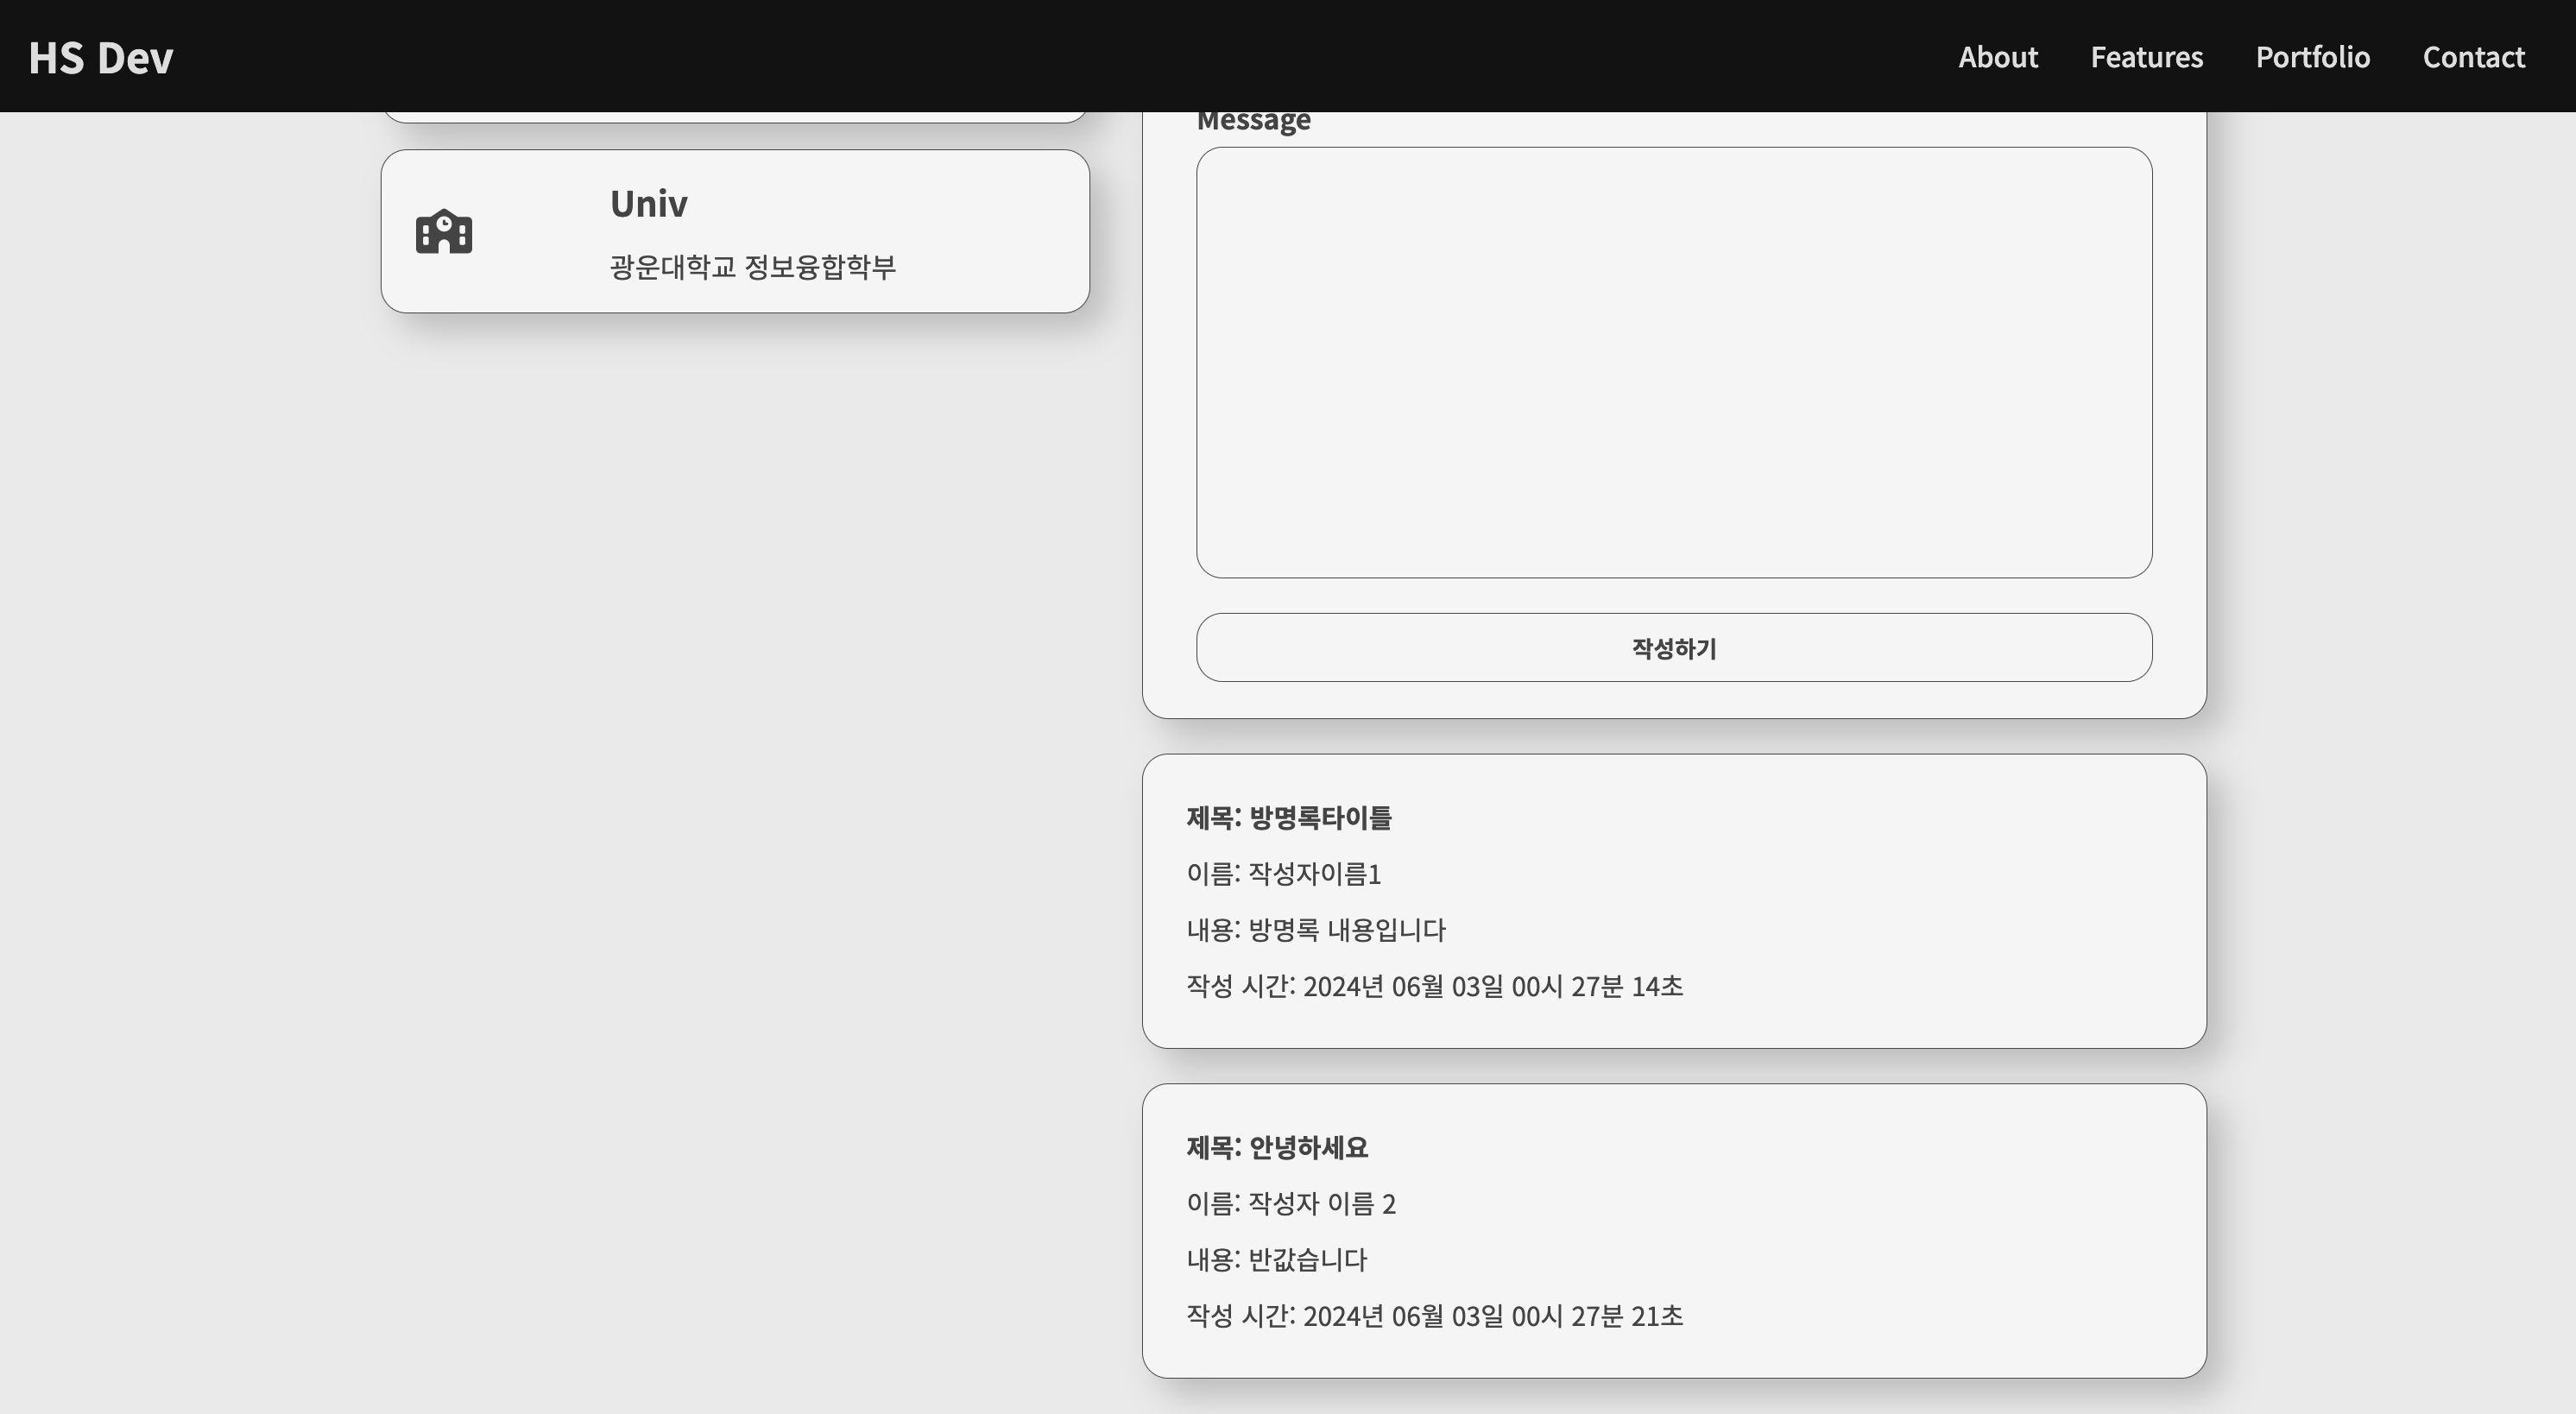 HS Dev
About
Features
Portfolio
Contact
Univ
광운대학교 정보융합학부
Message
작성하기
제목: 방명록타이틀
이름: 작성자이름1
내용: 방명록 내용입니다
작성 시간: 2024년 06월 03일 00시 27분 14초
제목: 안녕하세요
이름: 작성자 이름 2
내용: 반값습니다
작성 시간: 2024년 06월 03일 00시 27분 21초